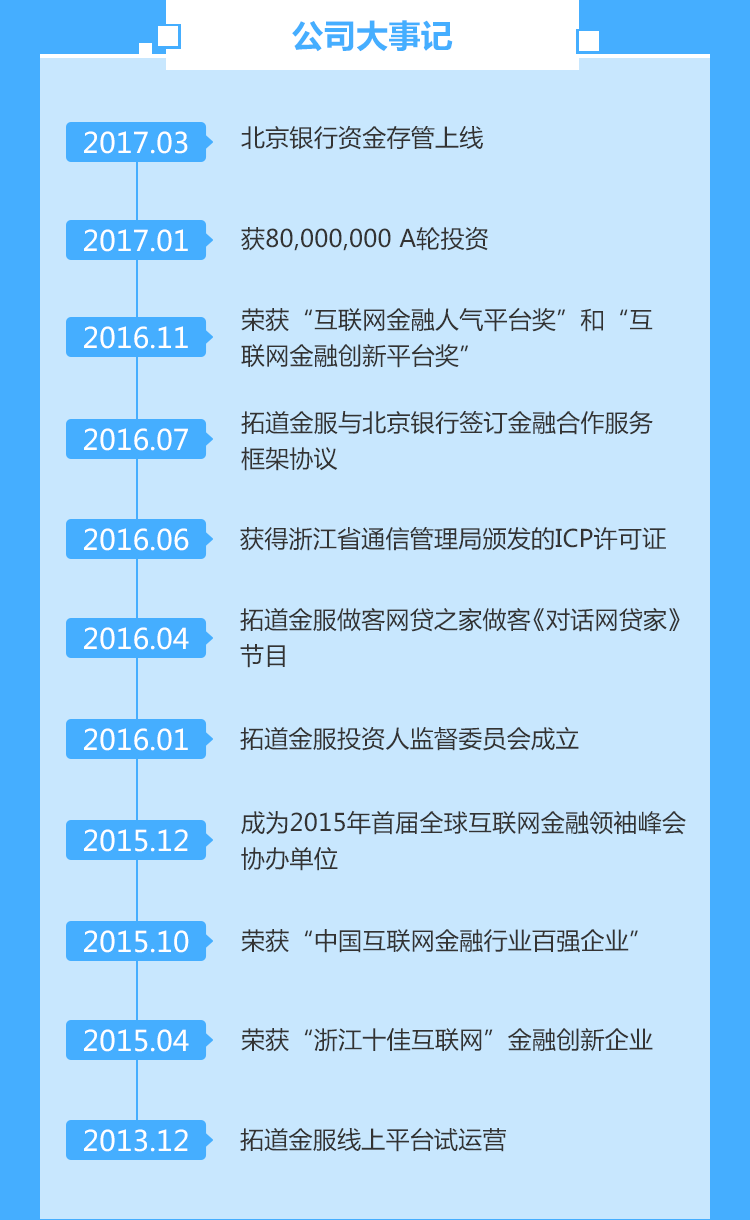 公司大事记
2017.03
北京银行资金存管上线
2017.01
获80,000,000 A轮投资
2016.11
荣获“互联网金融人气平台奖”和“互
联网金融创新平台奖”
2016.07
拓道金服与北京银行签订金融合作服务
框架协议
2016.06
获得浙江省通信管理局颁发的ICP许可证
2016.04
拓道金服做客网贷之家做客《对话网贷家》
节目
2016.01
拓道金服投资人监督委员会成立
2015.12
成为2015年首届全球互联网金融领袖峰会
协办单位
2015.10
荣获“中国互联网金融行业百强企业”
2015.04
荣获“浙江十佳互联网”金融创新企业
2013.12
拓道金服线上平台试运营